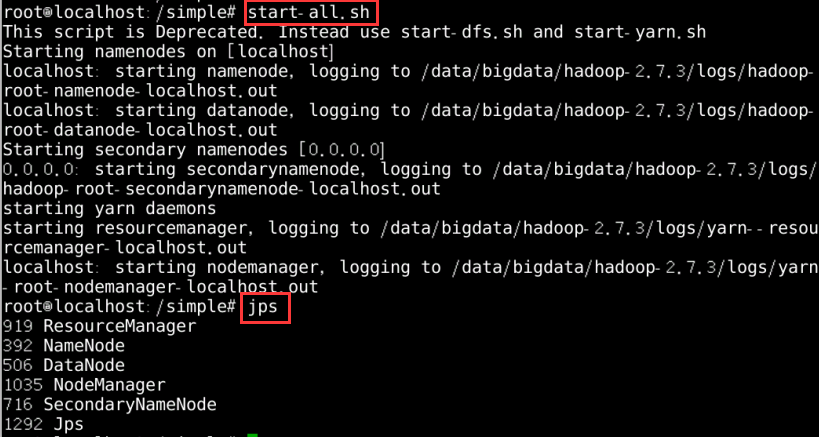 root@localhost:/simple# start-all.sh
This script is Deprecated. Instead use start-dfs.sh and start-yarn.sh
Starting namenodes on [localhost]
localhost: starting namenode, logging to /data/bigdata/hadoop-2.7.3/logs/hadoop-
root-namenode-localhost.out
localhost: starting datanode, logging to /data/bigdata/hadoop-2.7.3/logs/hadoop-
root-datanode-localhost.out
Starting secondary namenodes [0.0.0.0]
0.0.0.0: starting secondarynamenode, logging to /data/bigdata/hadoop-2.7.3/logs/
hadoop-root-secondarynamenode-localhost.out
starting yarn daemons
starting resourcemanager, logging to /data/bigdata/hadoop-2.7.3/logs/yarn--resou
rcemanager-localhost.out
localhost: starting nodemanager, logging to /data/bigdata/hadoop-2.7.3/logs/yarn
-root-nodemanager-localhost.out
root@localhost:/simple# jps
919 ResourceManager
392 NameNode
506 DataNode
1035 NodeManager
716 SecondaryNameNode
1292 Jps